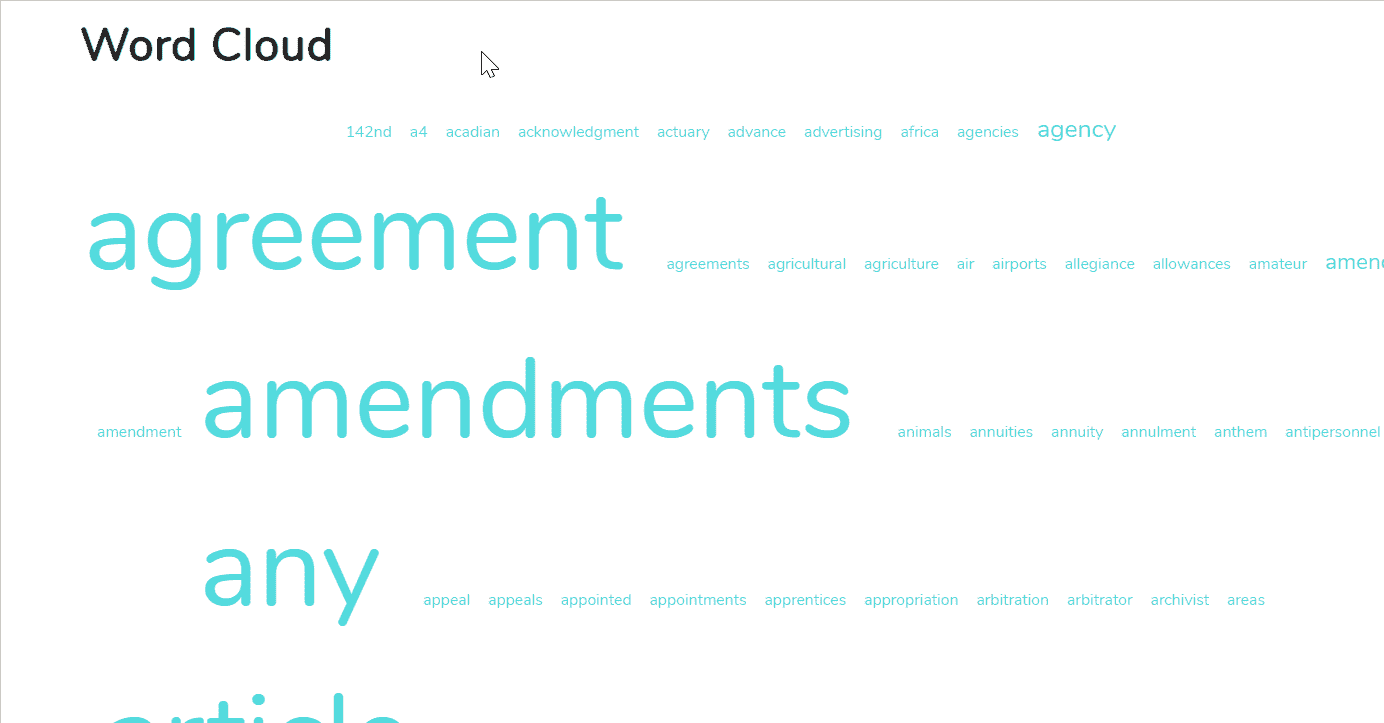 Word Cloud
142nd a4 acadian acknowledgment actuary advance advertising africa agencies agency
agreement agreements agricultural agriculture air airports allegiance allowances amateur amend
amendment amendments animals annuities annuity annulment anthem antipersonnel
any appeal appeals appointed appointments apprentices appropriation arbitration arbitrator archivist areas
article